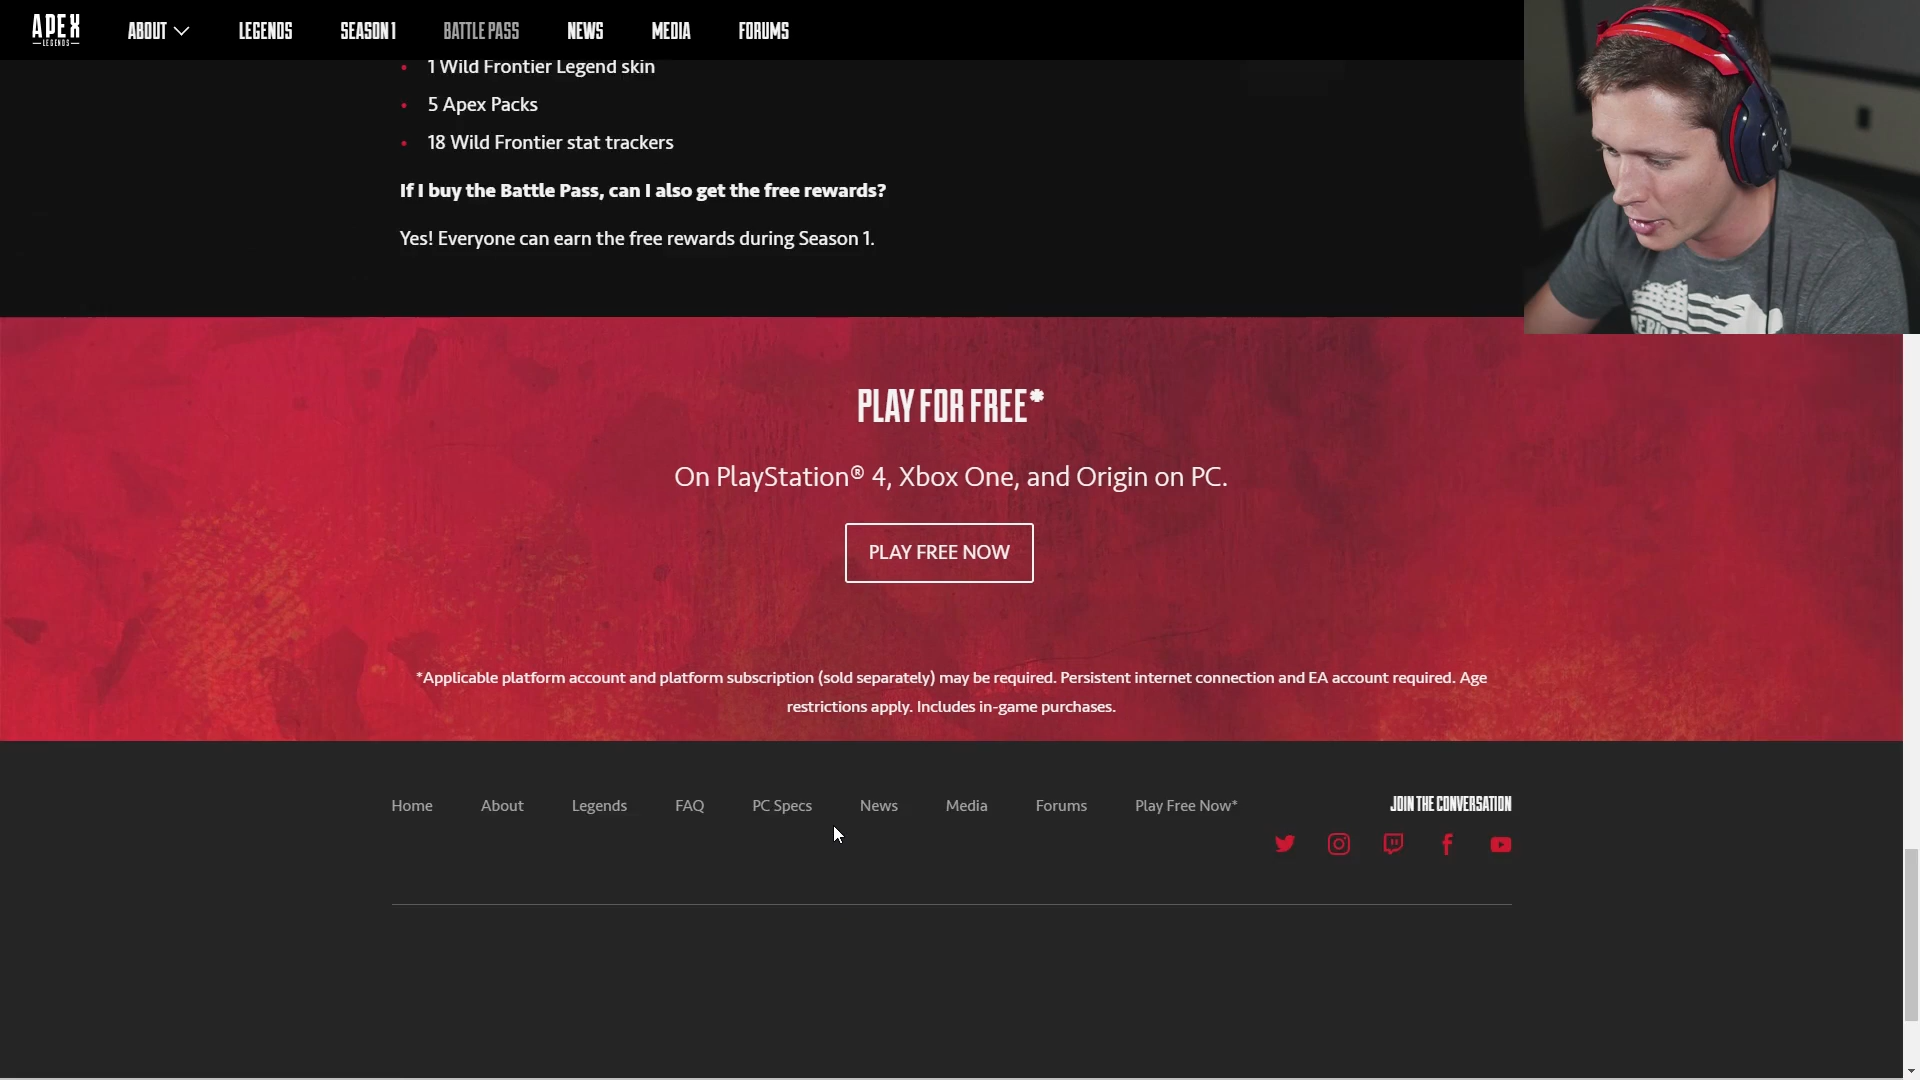 APEX
LEGENDS
ABOUT
LEGENDS
SEASON 1
BATTLE PASS
NEWS
MEDIA
FORUMS
• 1 Wild Frontier Legend skin
• 5 Apex Packs
• 18 Wild Frontier stat trackers
If I buy the Battle Pass, can I also get the free rewards?
Yes! Everyone can earn the free rewards during Season 1.
PLAY FOR FREE*
On PlayStation® 4, Xbox One, and Origin on PC.
PLAY FREE NOW
*Applicable platform account and platform subscription (sold separately) may be required. Persistent internet connection and EA account required. Age
restrictions apply. Includes in-game purchases.
Home
About
Legends
FAQ
PC Specs
News
Media
Forums
Play Free Now*
JOIN THE CONVERSATION